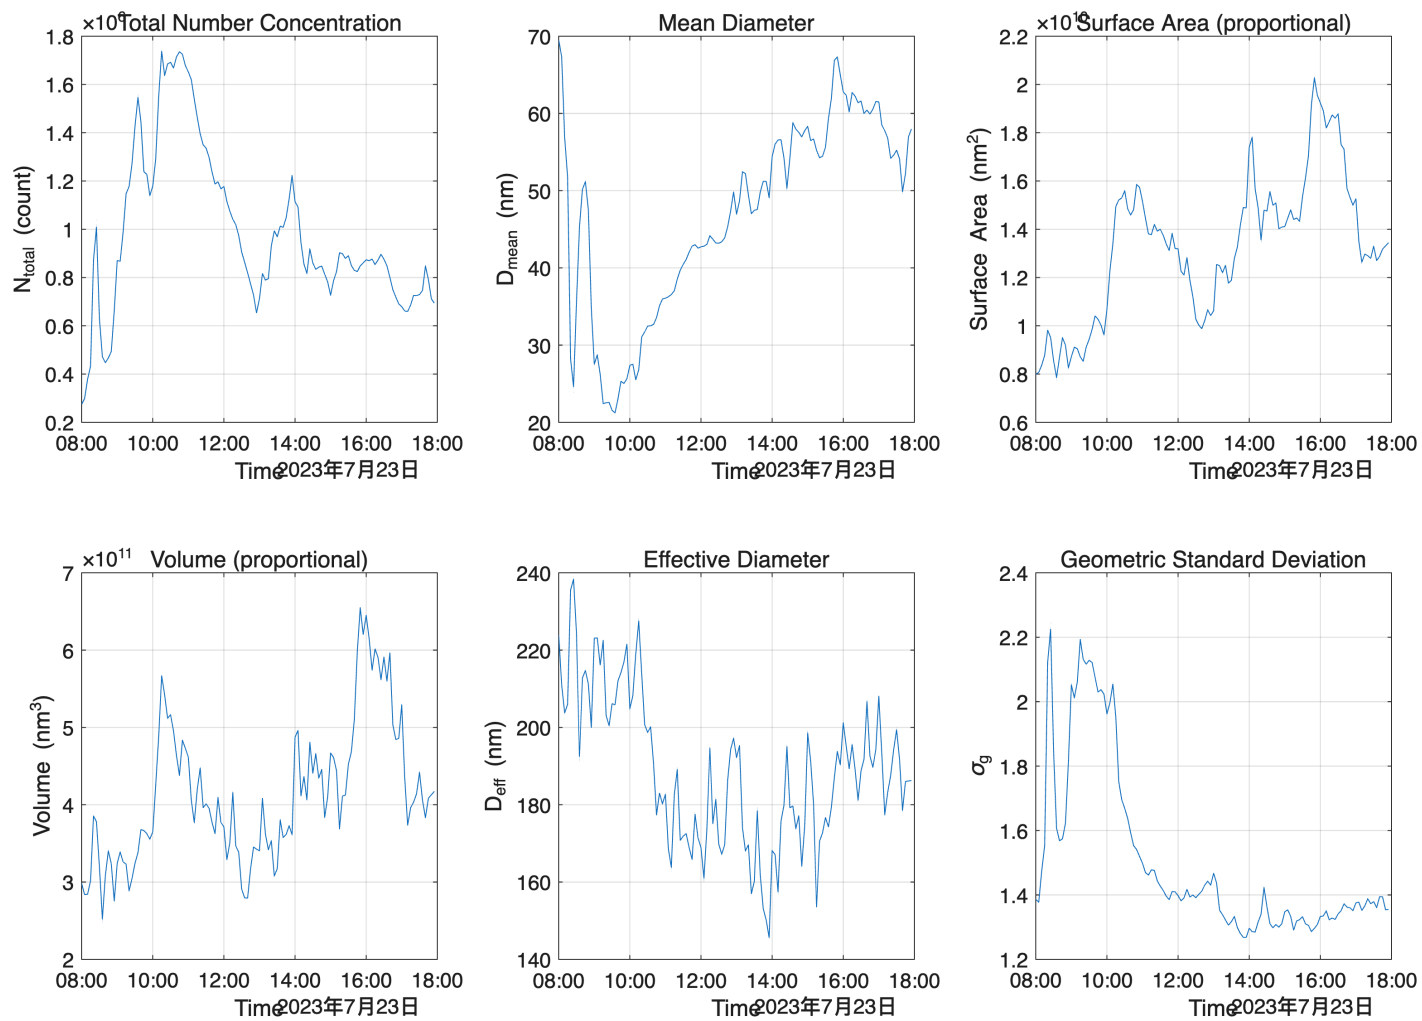 ×10⁶ Total Number Concentration
1.8
1.6
1.4
1.2
1
0.8
0.6
0.4
0.2
N_total (count)
08:00 10:00 12:00 14:00 16:00 18:00
Time 2023年7月23日
Mean Diameter
70
60
50
40
30
20
D_mean (nm)
08:00 10:00 12:00 14:00 16:00 18:00
Time 2023年7月23日
×10¹⁰ Surface Area (proportional)
2.2
2
1.8
1.6
1.4
1.2
1
0.8
0.6
Surface Area (nm²)
08:00 10:00 12:00 14:00 16:00 18:00
Time 2023年7月23日
×10¹¹ Volume (proportional)
7
6
5
4
3
2
Volume (nm³)
08:00 10:00 12:00 14:00 16:00 18:00
Time 2023年7月23日
Effective Diameter
240
220
200
180
160
140
D_eff (nm)
08:00 10:00 12:00 14:00 16:00 18:00
Time 2023年7月23日
Geometric Standard Deviation
2.4
2.2
2
1.8
1.6
1.4
1.2
σ_g
08:00 10:00 12:00 14:00 16:00 18:00
Time 2023年7月23日